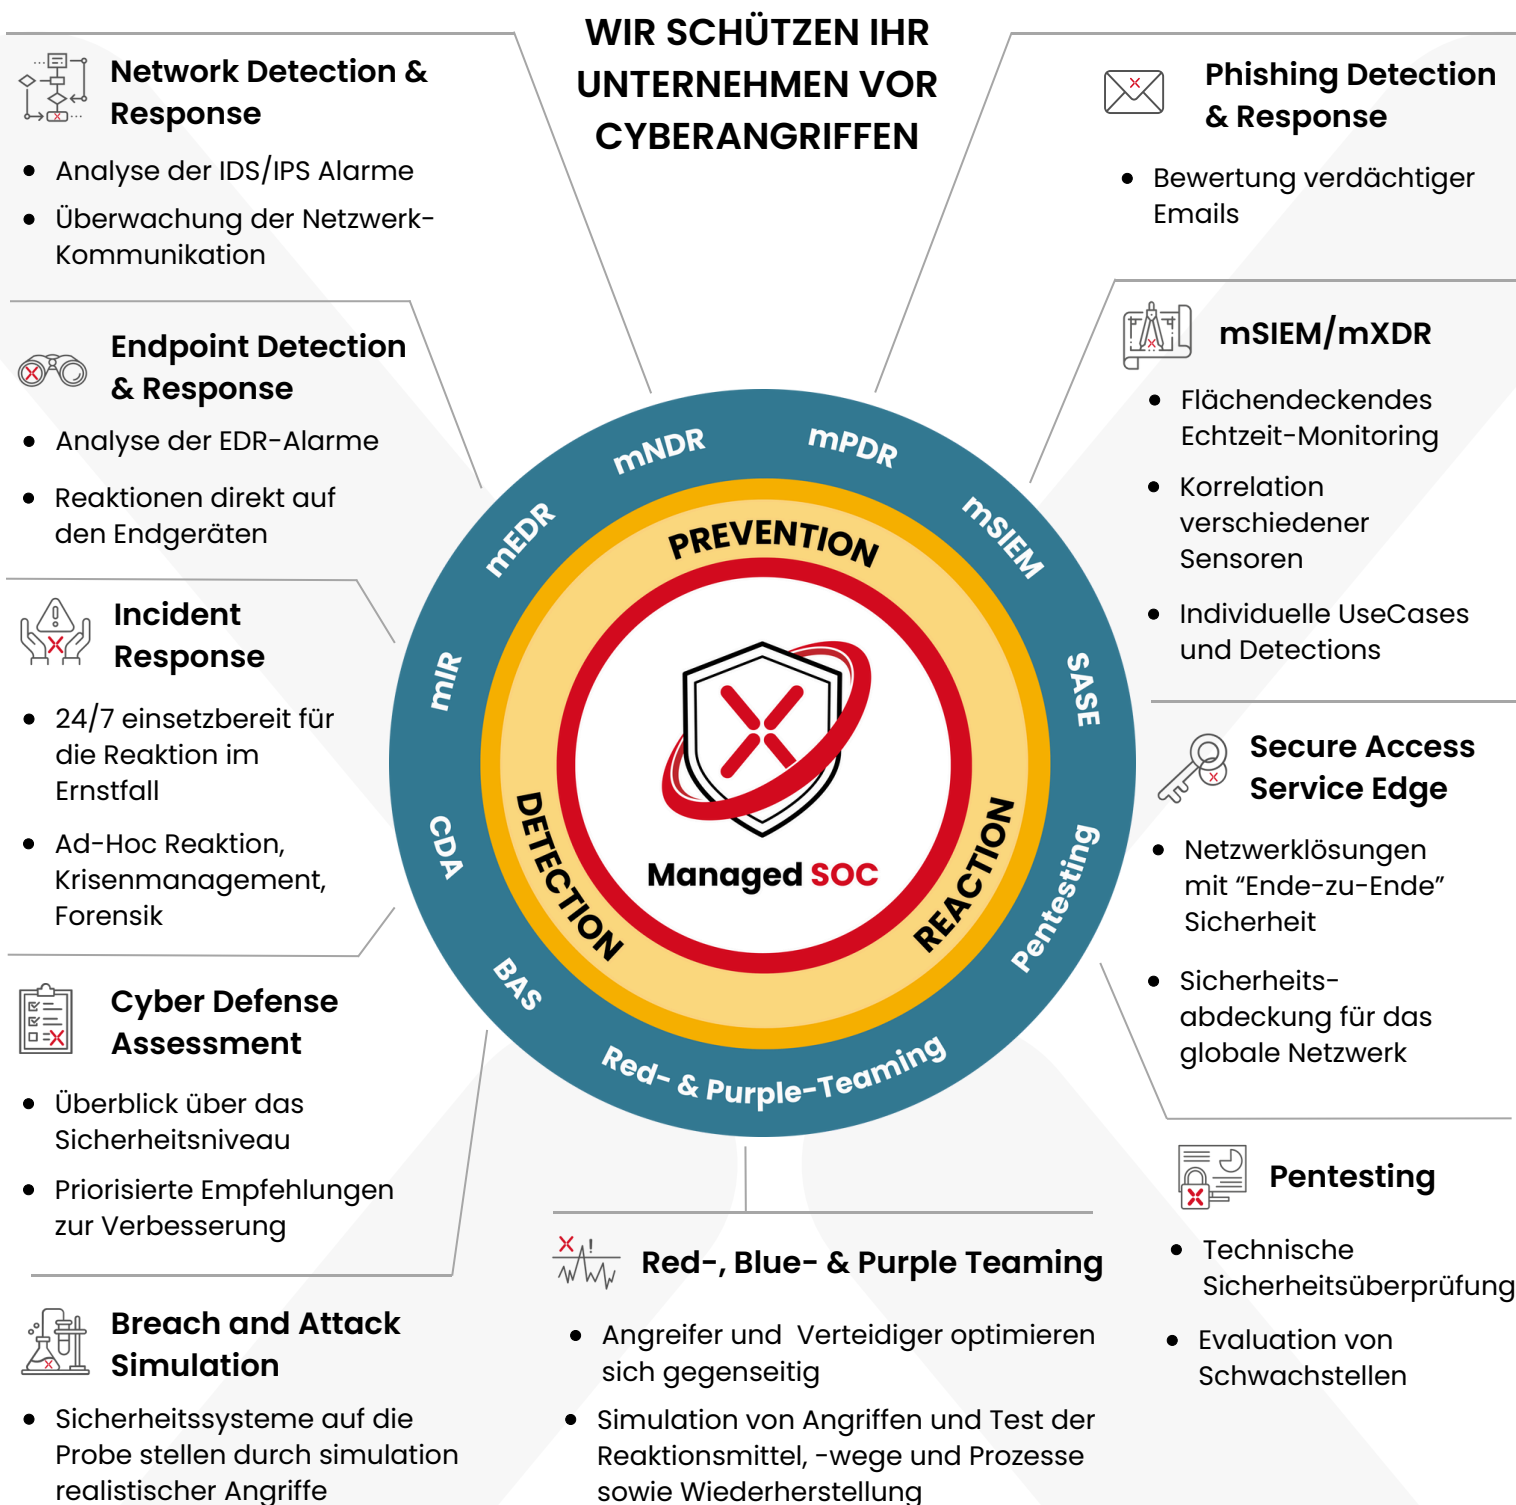 WIR SCHÜTZEN IHR
UNTERNEHMEN VOR
CYBERANGRIFFEN
Network Detection &
Response
Analyse der IDS/IPS Alarme
Überwachung der Netzwerk-
Kommunikation
Endpoint Detection
& Response
Analyse der EDR-Alarme
Reaktionen direkt auf
den Endgeräten
Incident
Response
24/7 einsetzbereit für
die Reaktion im
Ernstfall
Ad-Hoc Reaktion,
Krisenmanagement,
Forensik
Cyber Defense
Assessment
Überblick über das
Sicherheitsniveau
Priorisierte Empfehlungen
zur Verbesserung
Breach and Attack
Simulation
Sicherheitssysteme auf die
Probe stellen durch simulation
realistischer Angriffe
mNDR
mPDR
mEDR
mSIEM
mIR
SASE
CDA
Pentesting
BAS
Red- & Purple-Teaming
PREVENTION
DETECTION
REACTION
Managed SOC
Red-, Blue- & Purple Teaming
Angreifer und  Verteidiger optimieren
sich gegenseitig
Simulation von Angriffen und Test der
Reaktionsmittel, -wege und Prozesse
sowie Wiederherstellung
Phishing Detection
& Response
Bewertung verdächtiger
Emails
mSIEM/mXDR
Flächendeckendes
Echtzeit-Monitoring
Korrelation
verschiedener
Sensoren
Individuelle UseCases
und Detections
Secure Access
Service Edge
Netzwerklösungen
mit “Ende-zu-Ende”
Sicherheit
Sicherheits-
abdeckung für das
globale Netzwerk
Pentesting
Technische
Sicherheitsüberprüfung
Evaluation von
Schwachstellen